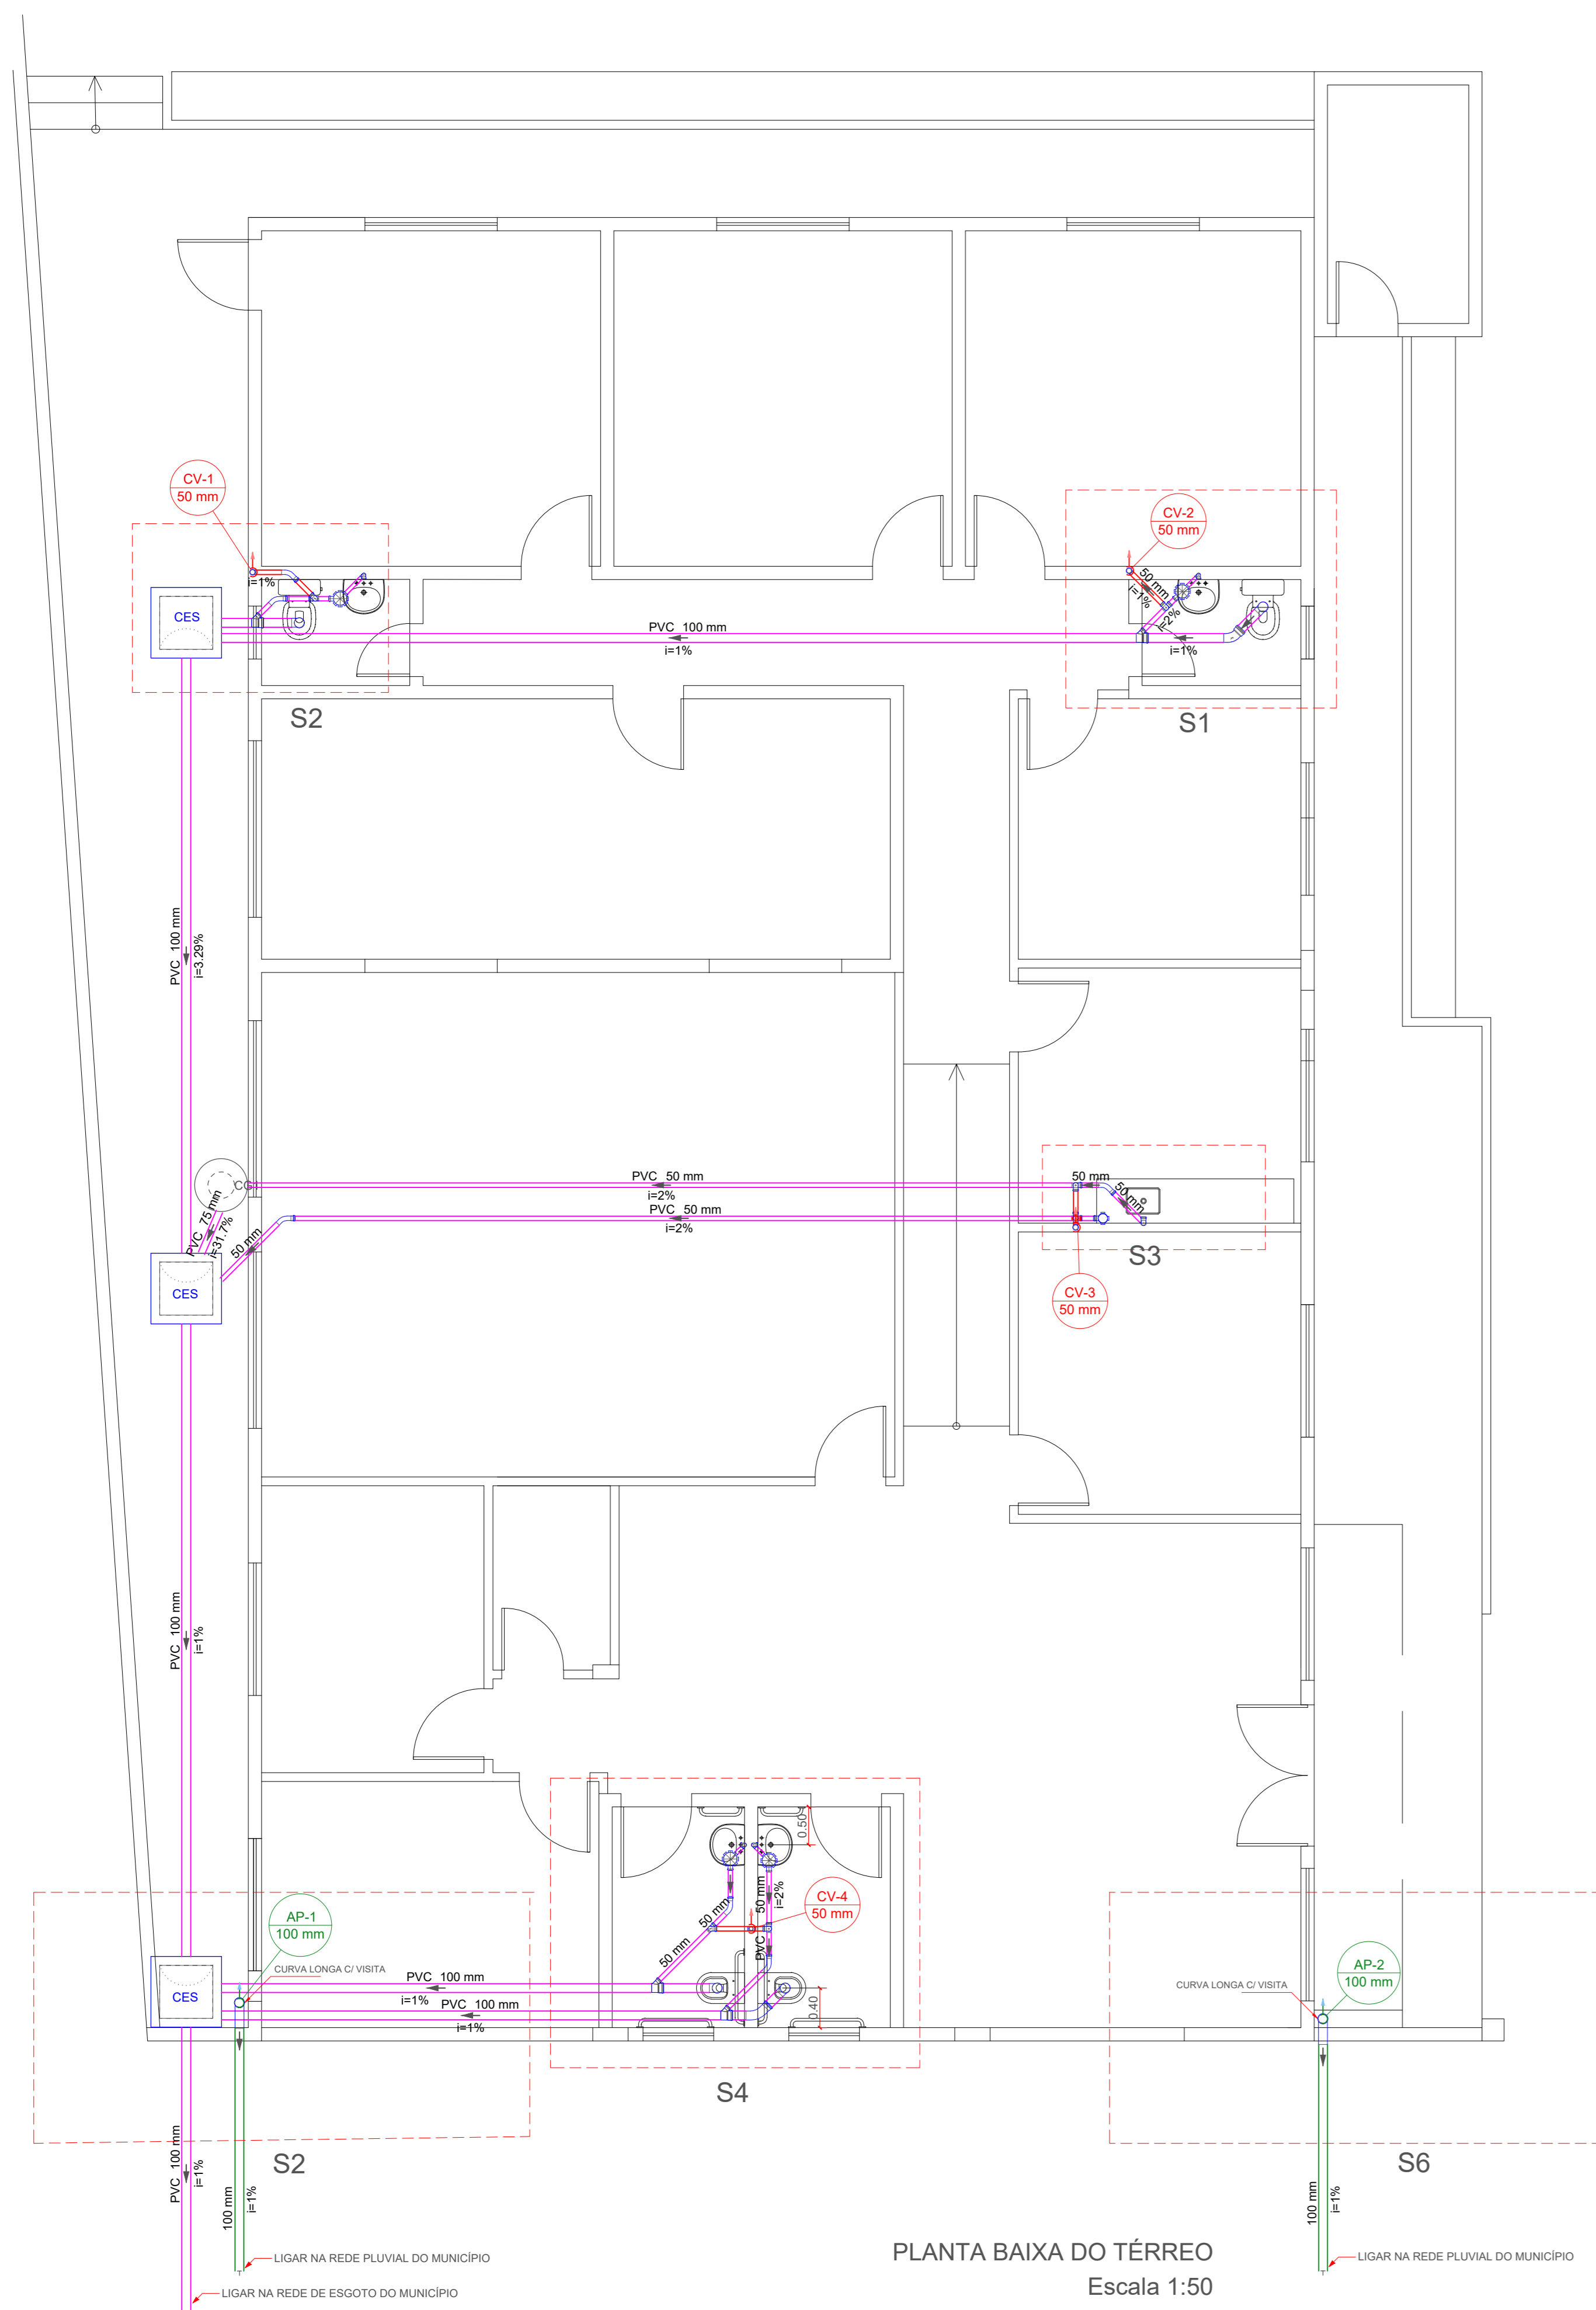 CV-1
50 mm
CV-2
50 mm
i=1%
50 mm
i=1%
i=2%
CES
PVC 100 mm
i=1%
i=1%
S2
S1
PVC 100 mm
i=3.29%
PVC 50 mm
i=2%
50 mm
50 mm
CG
PVC 50 mm
i=2%
PVC 75 mm
i=31.7%
50 mm
S3
CES
CV-3
50 mm
PVC 100 mm
i=1%
0.50
50 mm
i=2%
PVC
CV-4
50 mm
50 mm
50 mm
AP-1
100 mm
CURVA LONGA C/ VISITA
PVC 100 mm
i=1%
PVC 100 mm
i=1%
0.40
CES
AP-2
100 mm
CURVA LONGA C/ VISITA
S4
S2
S6
PVC 100 mm
i=1%
100 mm
i=1%
100 mm
i=1%
PLANTA BAIXA DO TÉRREO
Escala 1:50
LIGAR NA REDE PLUVIAL DO MUNICÍPIO
LIGAR NA REDE PLUVIAL DO MUNICÍPIO
LIGAR NA REDE DE ESGOTO DO MUNICÍPIO